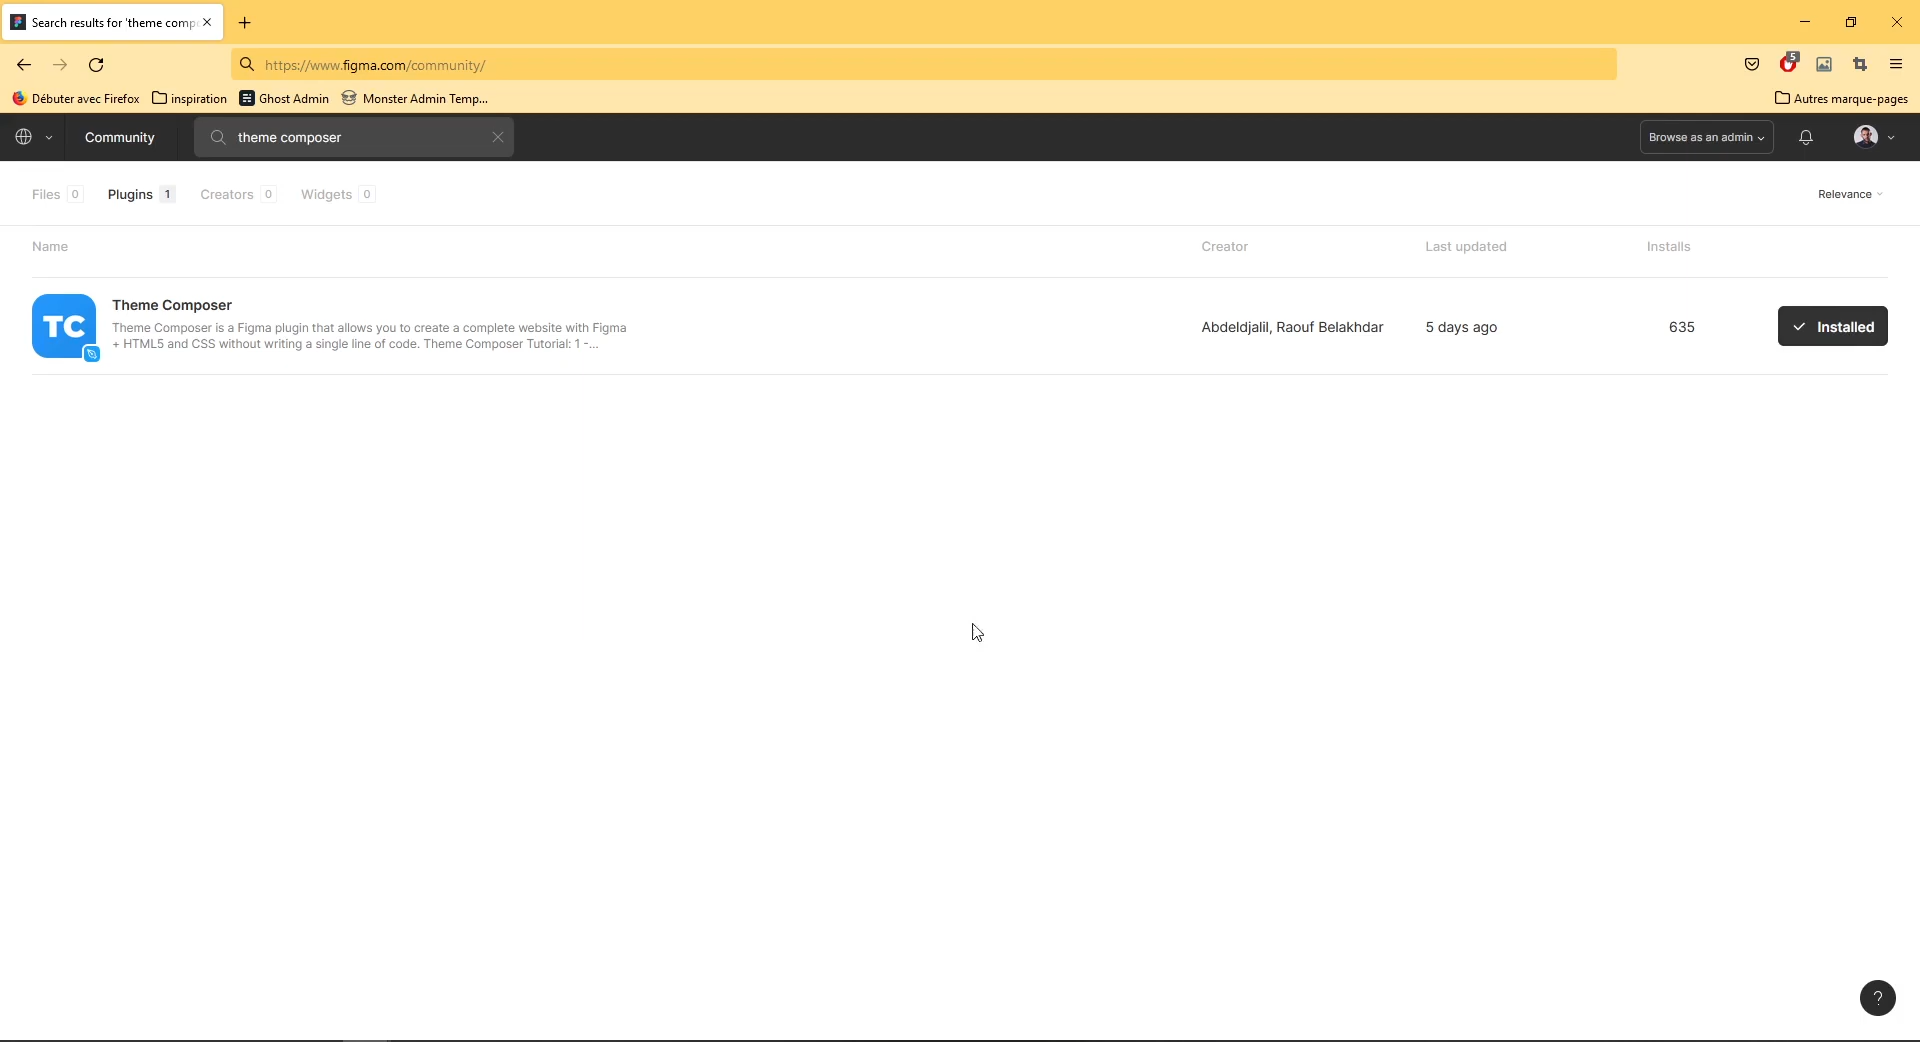 Search results for 'theme comp
https://www.figma.com/community/
5
Débuter avec Firefox
inspiration
Ghost Admin
Monster Admin Temp...
Autres marque-pages
Community
theme composer
Browse as an admin
Files 0
Plugins 1
Creators 0
Widgets 0
Relevance
Name
Creator
Last updated
Installs
TC
Theme Composer
Theme Composer is a Figma plugin that allows you to create a complete website with Figma
+ HTML5 and CSS without writing a single line of code. Theme Composer Tutorial: 1 -...
Abdeldjalil, Raouf Belakhdar
5 days ago
635
Installed
?